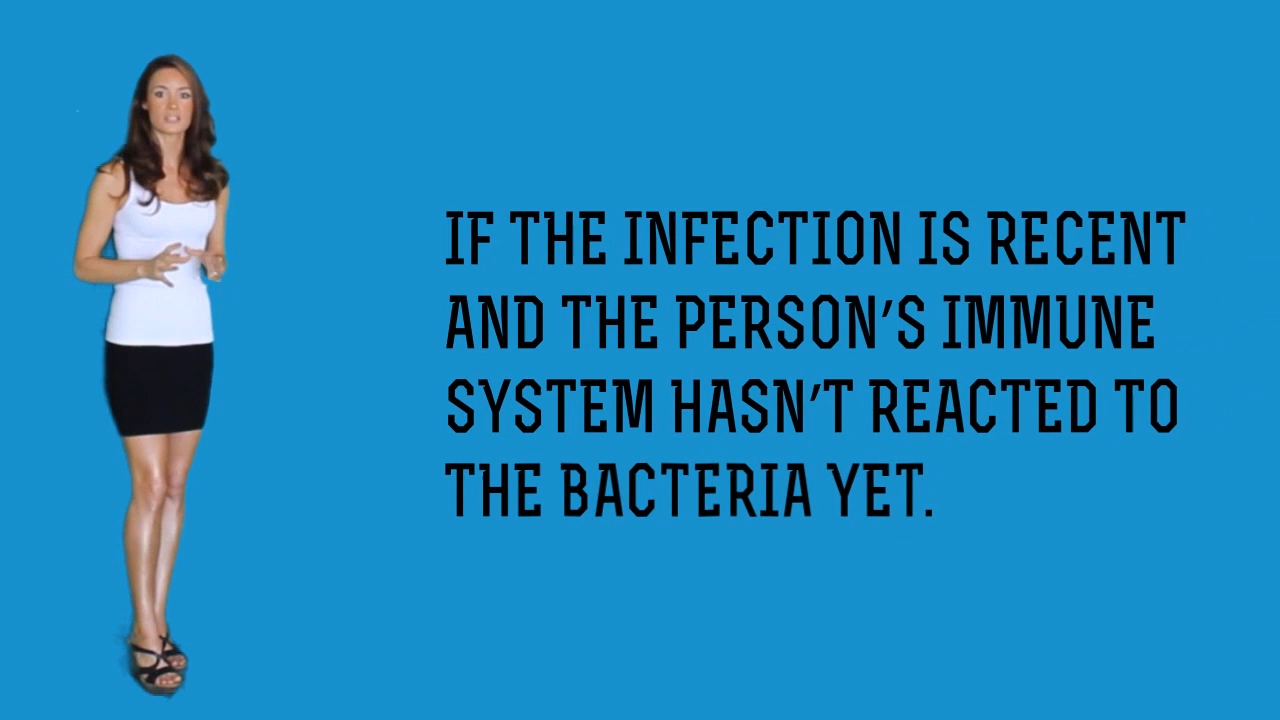 IF THE INFECTION IS RECENT
AND THE PERSON'S IMMUNE
SYSTEM HASN'T REACTED TO
THE BACTERIA YET.